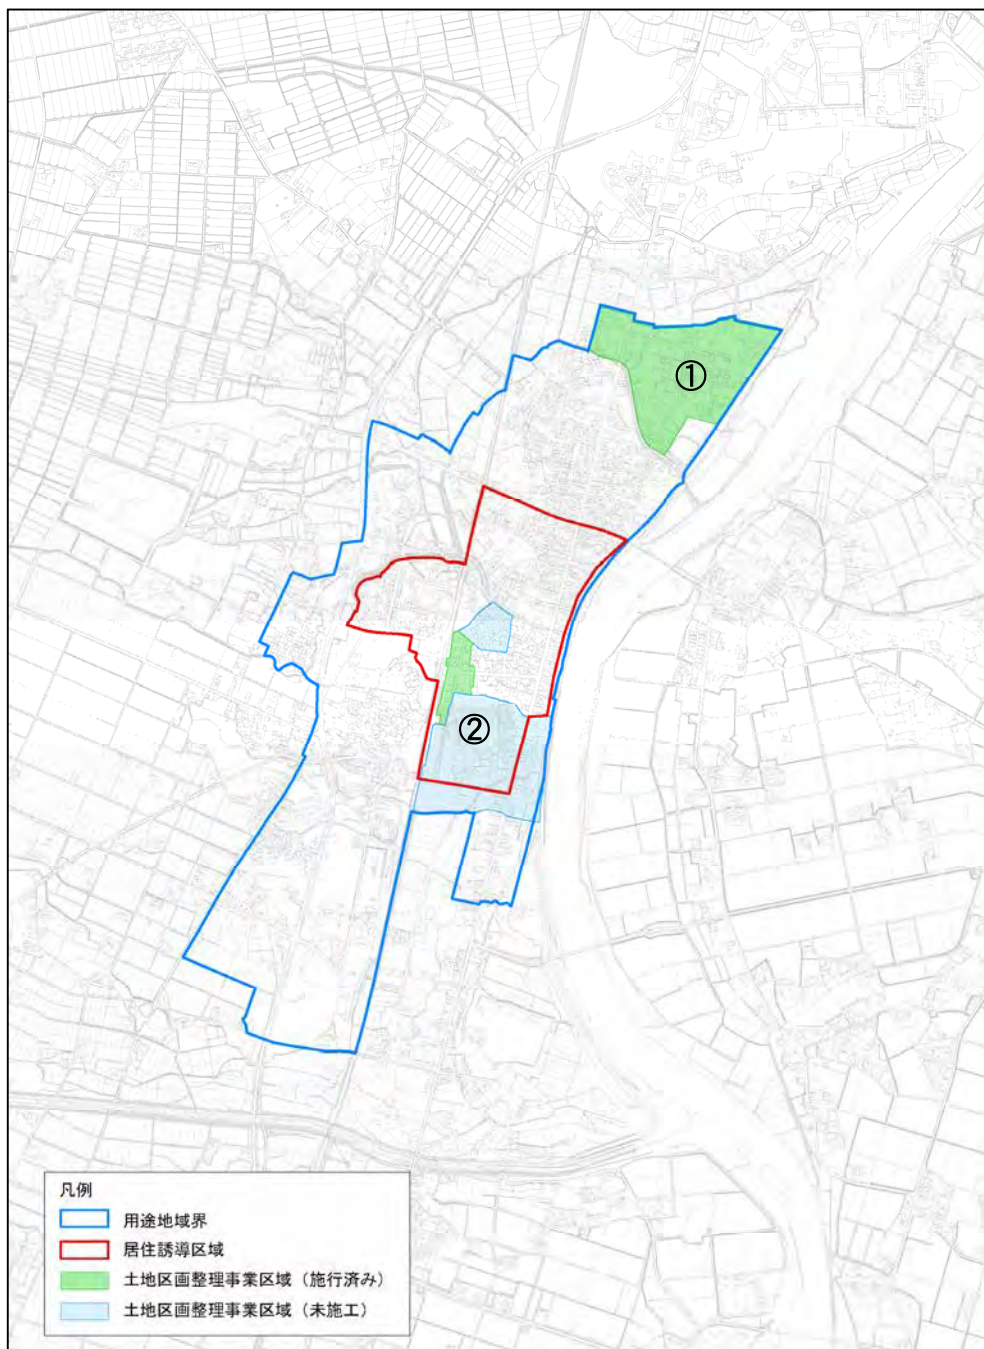 ①
②
凡例
用途地域界
居住誘導区域
土地区画整理事業区域（施行済み）
土地区画整理事業区域（未施工）